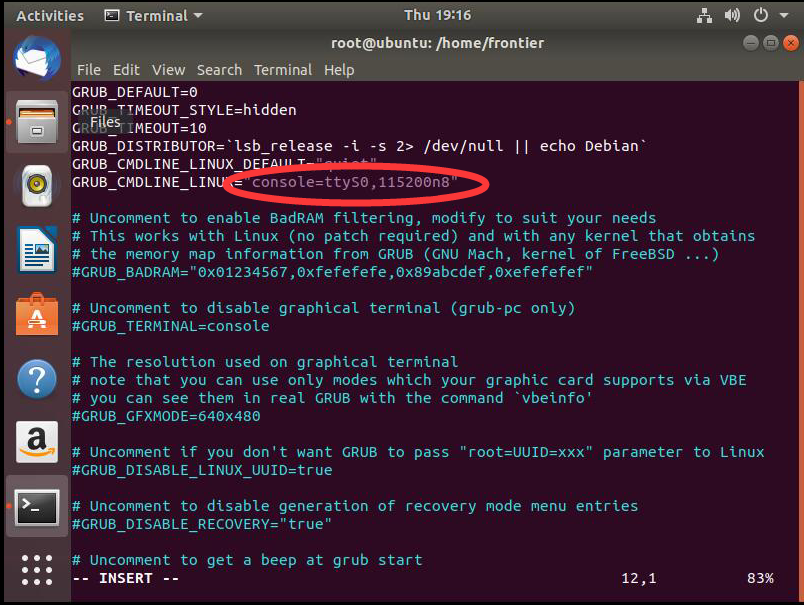 Activities Terminal Thu 19:16
root@ubuntu: /home/frontier
File Edit View Search Terminal Help
GRUB_DEFAULT=0
GRUB_TIMEOUT_STYLE=hidden
Files
GRUB_TIMEOUT=10
GRUB_DISTRIBUTOR=`lsb_release -i -s 2> /dev/null || echo Debian`
GRUB_CMDLINE_LINUX_DEFAULT="quiet"
GRUB_CMDLINE_LINUX="console=ttyS0,115200n8"
# Uncomment to enable BadRAM filtering, modify to suit your needs
# This works with Linux (no patch required) and with any kernel that obtains
# the memory map information from GRUB (GNU Mach, kernel of FreeBSD ...)
#GRUB_BADRAM="0x01234567,0xfefefefe,0x89abcdef,0xefefefef"
# Uncomment to disable graphical terminal (grub-pc only)
#GRUB_TERMINAL=console
# The resolution used on graphical terminal
# note that you can use only modes which your graphic card supports via VBE
# you can see them in real GRUB with the command `vbeinfo'
#GRUB_GFXMODE=640x480
# Uncomment if you don't want GRUB to pass "root=UUID=xxx" parameter to Linux
#GRUB_DISABLE_LINUX_UUID=true
# Uncomment to disable generation of recovery mode menu entries
#GRUB_DISABLE_RECOVERY="true"
# Uncomment to get a beep at grub start
-- INSERT -- 12,1 83%